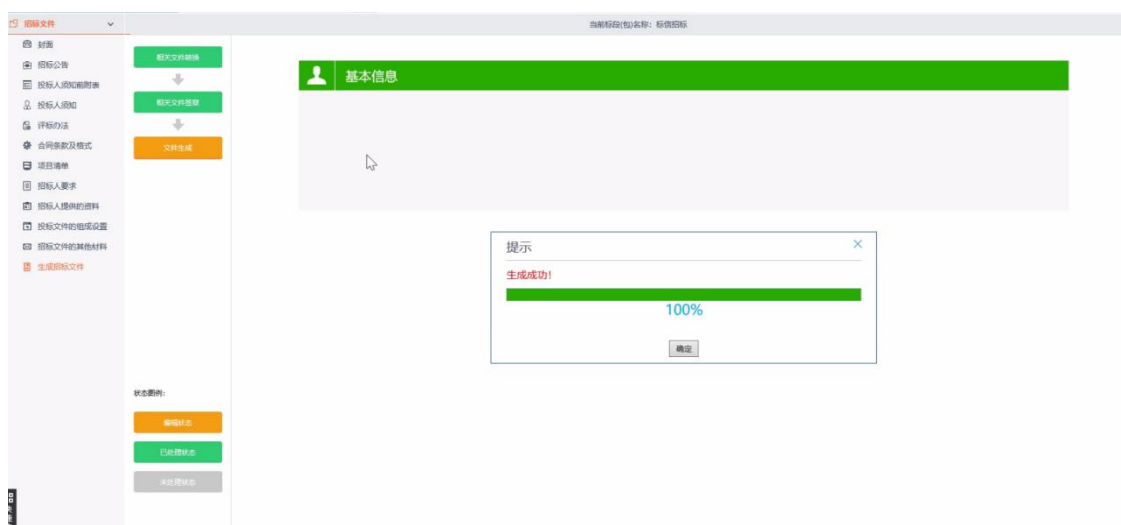 招标文件
当前标段(包)名称：标信招标
封面
招标公告
投标人须知前附表
投标人须知
评标办法
合同条款及格式
项目清单
招标人要求
招标人提供的资料
投标文件的组成设置
招标文件的其他材料
生成招标文件
相关文件转换
相关文件签章
文件生成
状态图例：
编辑状态
已处理状态
未处理状态
基本信息
提示
生成成功！
100%
确定